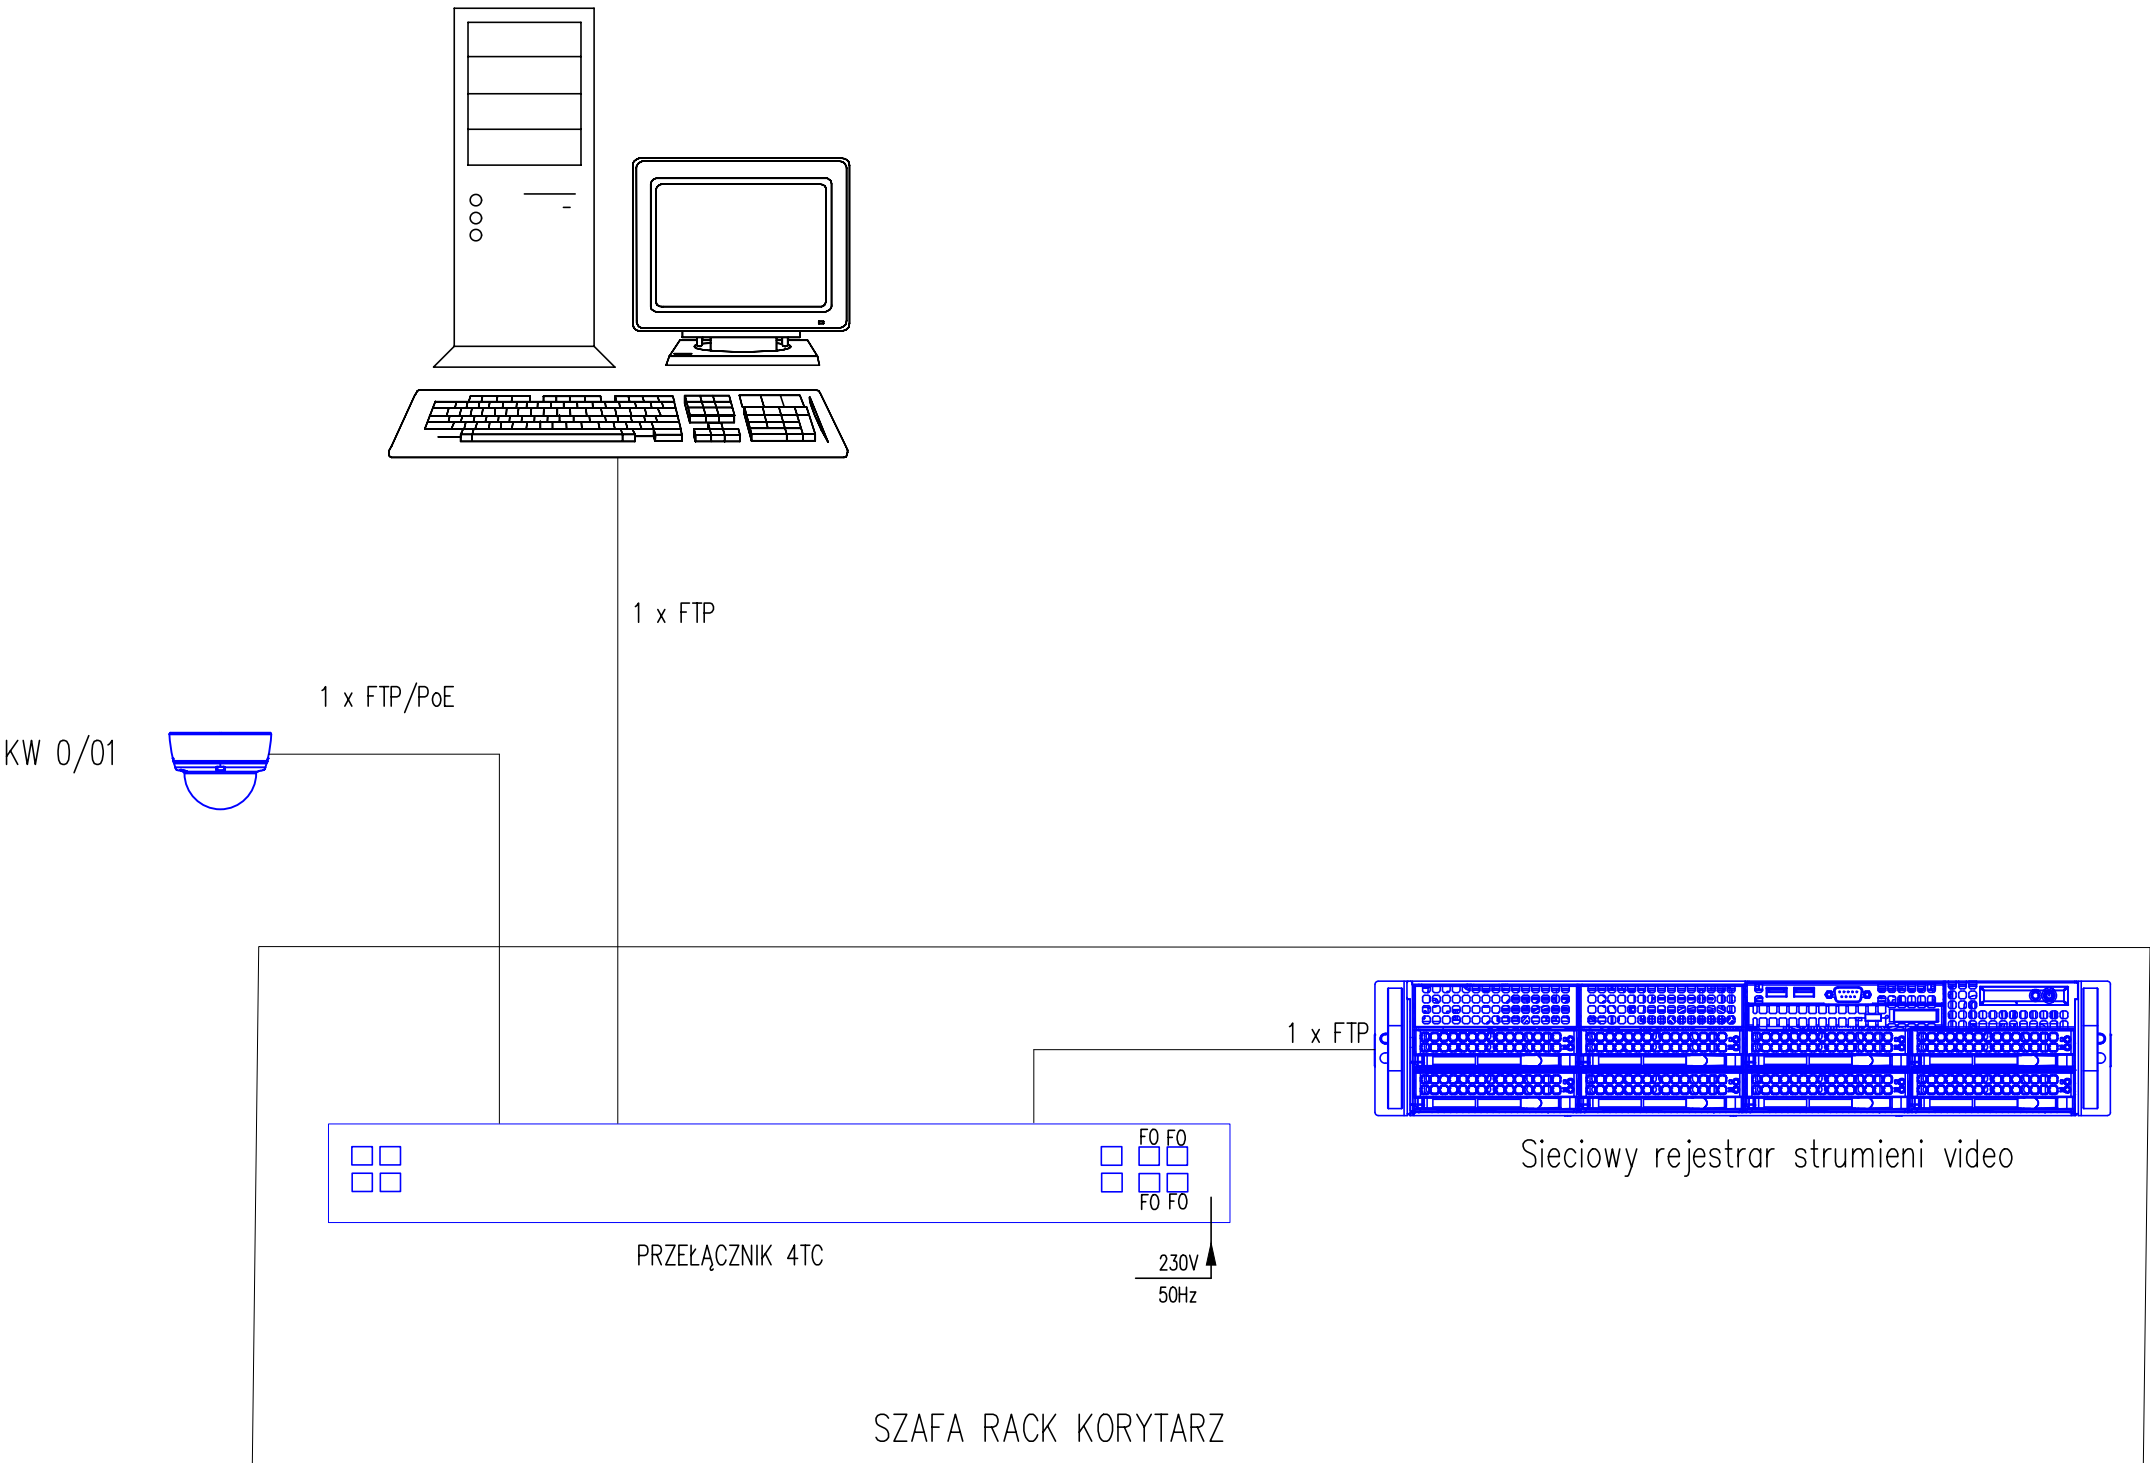 1 x FTP
1 x FTP/PoE
KW 0/01
1 x FTP
FO FO
FO FO
Sieciowy rejestrar strumieni video
PRZEŁĄCZNIK 4TC
230V
50Hz
SZAFA RACK KORYTARZ